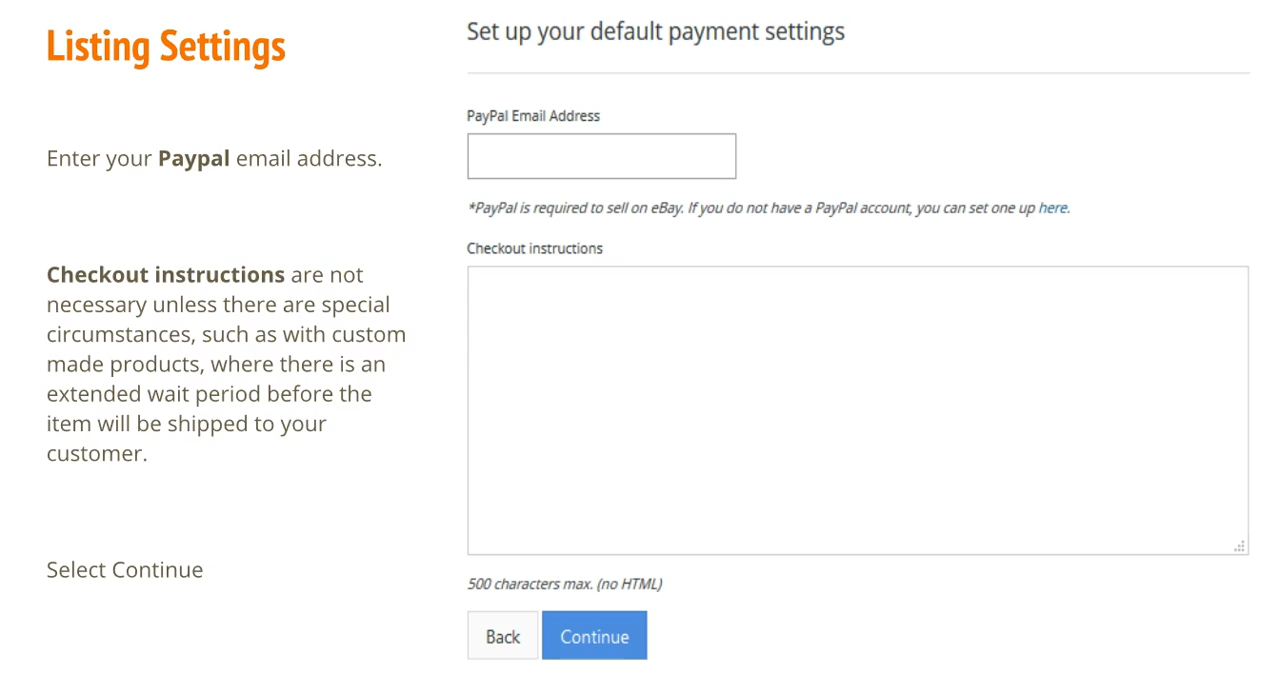 Listing Settings
Enter your Paypal email address.
Checkout instructions are not
necessary unless there are special
circumstances, such as with custom
made products, where there is an
extended wait period before the
item will be shipped to your
customer.
Select Continue
Set up your default payment settings
PayPal Email Address
*PayPal is required to sell on eBay. If you do not have a PayPal account, you can set one up here.
Checkout instructions
500 characters max. (no HTML)
Back Continue